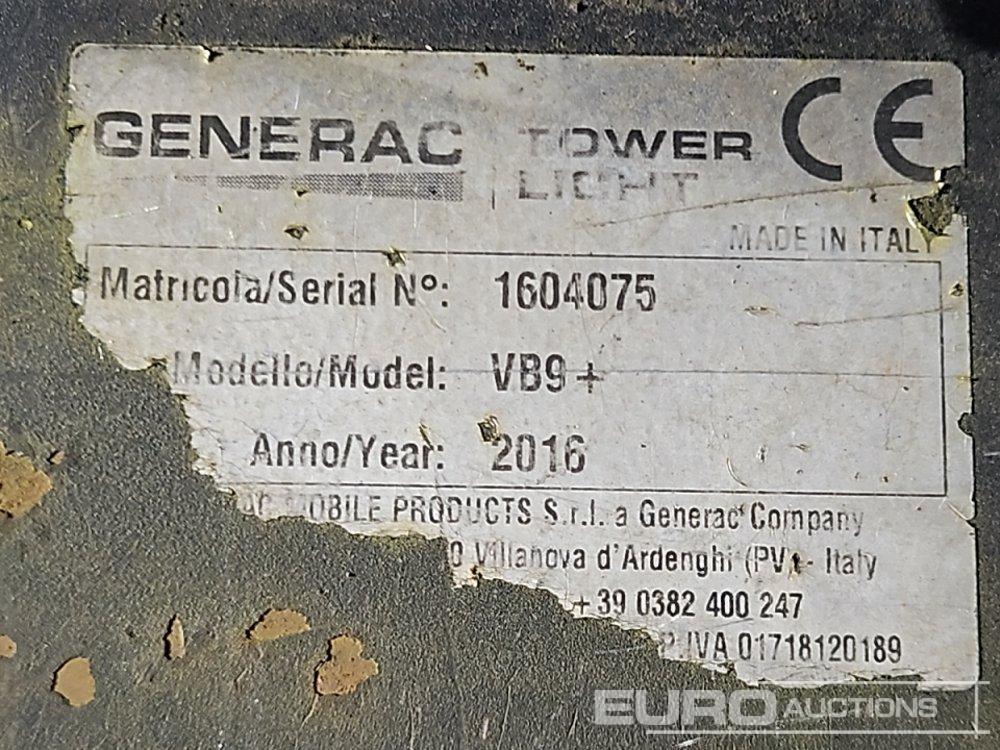 GENERAC TOWER LIGHT CE
MADE IN ITALY
Matricola/Serial N°: 1604075
Modello/Model: VB9+
Anno/Year: 2016
MOBILE PRODUCTS S.r.l. a Generac Company
0 Villanova d'Ardenghi (PV) - Italy
+39 0382 400 247
P.IVA 01718120189
EURO AUCTIONS